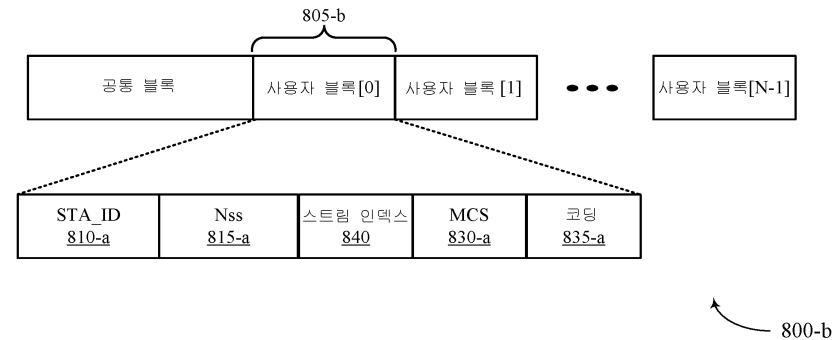 805-b
공통 블록
사용자 블록[0]
사용자 블록[1]
사용자 블록[N-1]
STA_ID
810-a
Nss
815-a
스트림 인덱스
840
MCS
830-a
코딩
835-a
800-b